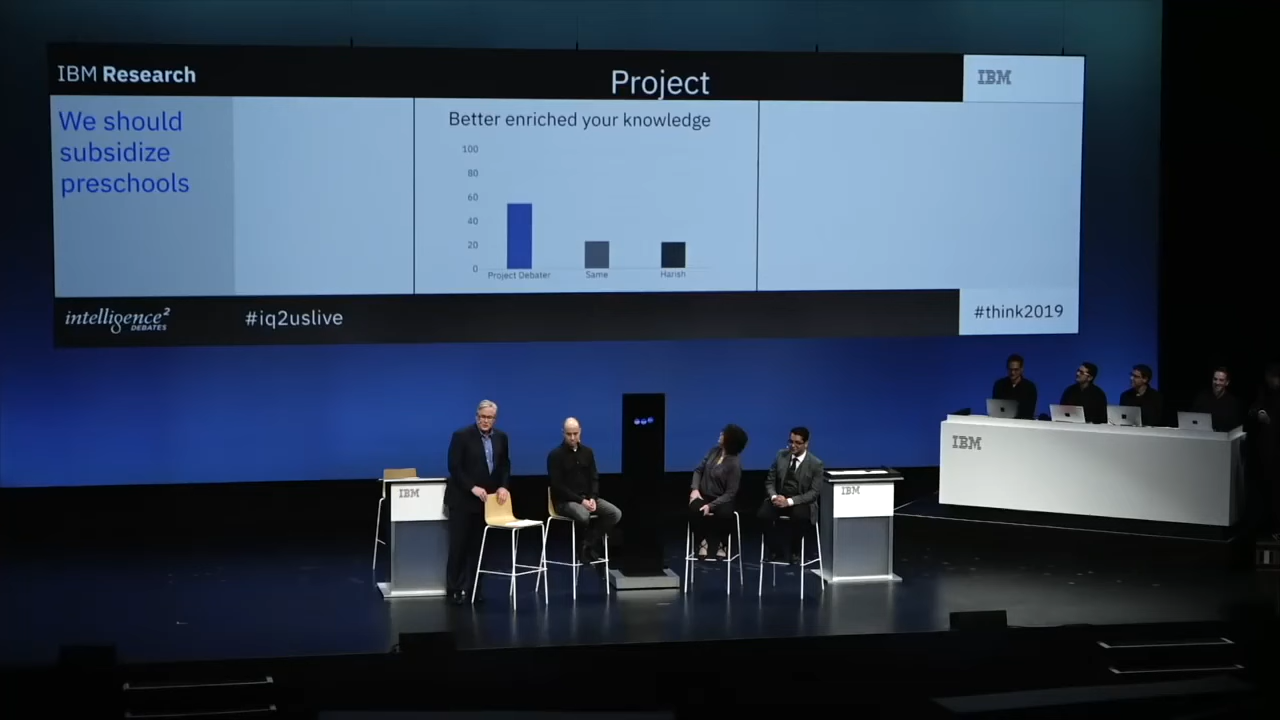 IBM Research
Project
IBM
We should
subsidize
preschools
Better enriched your knowledge
100
80
60
40
20
0
Project Debater
Same
Harish
intelligence²
DEBATES
#iq2uslive
#think2019
IBM
IBM
IBM